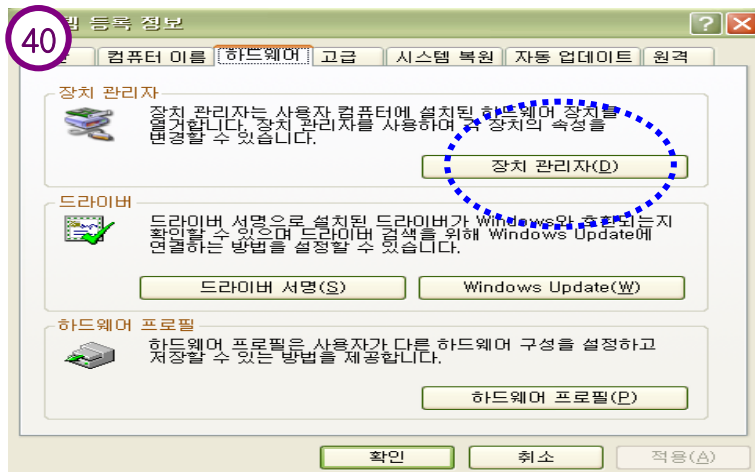 40
등록 정보
컴퓨터 이름 하드웨어 고급 시스템 복원 자동 업데이트 원격
장치 관리자
장치 관리자는 사용자 컴퓨터에 설치된 하드웨어 장치를
열거합니다. 장치 관리자를 사용하여 각 장치의 속성을
변경할 수 있습니다.
장치 관리자(D)
드라이버
드라이버 서명으로 설치된 드라이버가 Windows와 호환되는지
확인할 수 있으며 드라이버 검색을 위해 Windows Update에
연결하는 방법을 설정할 수 있습니다.
드라이버 서명(S) Windows Update(W)
하드웨어 프로필
하드웨어 프로필은 사용자가 다른 하드웨어 구성을 설정하고
저장할 수 있는 방법을 제공합니다.
하드웨어 프로필(P)
확인 취소 적용(A)